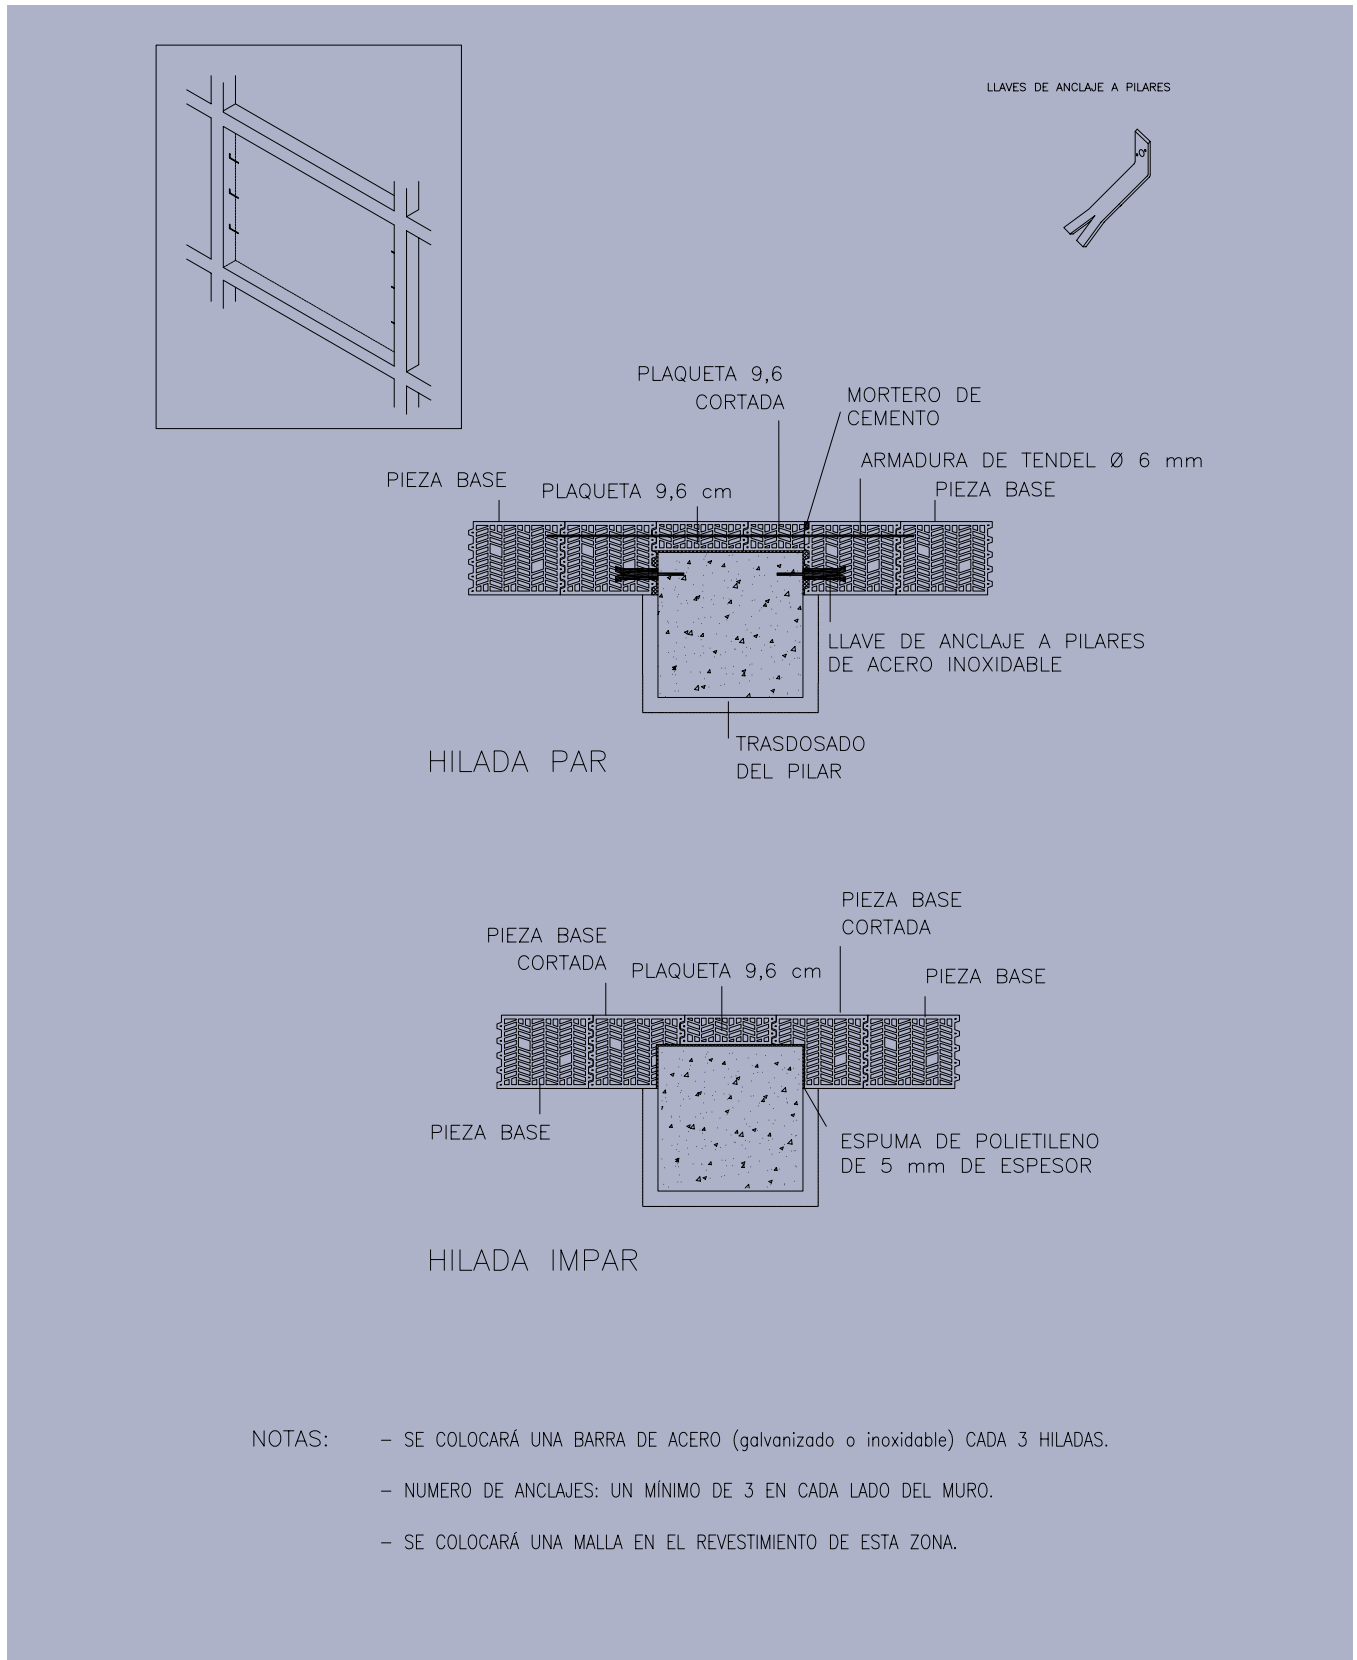 LLAVES DE ANCLAJE A PILARES
PLAQUETA 9,6
CORTADA
MORTERO DE
CEMENTO
ARMADURA DE TENDEL Ø 6 mm
PIEZA BASE
PLAQUETA 9,6 cm
PIEZA BASE
LLAVE DE ANCLAJE A PILARES
DE ACERO INOXIDABLE
TRASDOSADO
DEL PILAR
HILADA PAR
PIEZA BASE
CORTADA
PIEZA BASE
CORTADA
PLAQUETA 9,6 cm
PIEZA BASE
PIEZA BASE
ESPUMA DE POLIETILENO
DE 5 mm DE ESPESOR
HILADA IMPAR
NOTAS:
– SE COLOCARÁ UNA BARRA DE ACERO (galvanizado o inoxidable) CADA 3 HILADAS.
– NUMERO DE ANCLAJES: UN MÍNIMO DE 3 EN CADA LADO DEL MURO.
– SE COLOCARÁ UNA MALLA EN EL REVESTIMIENTO DE ESTA ZONA.